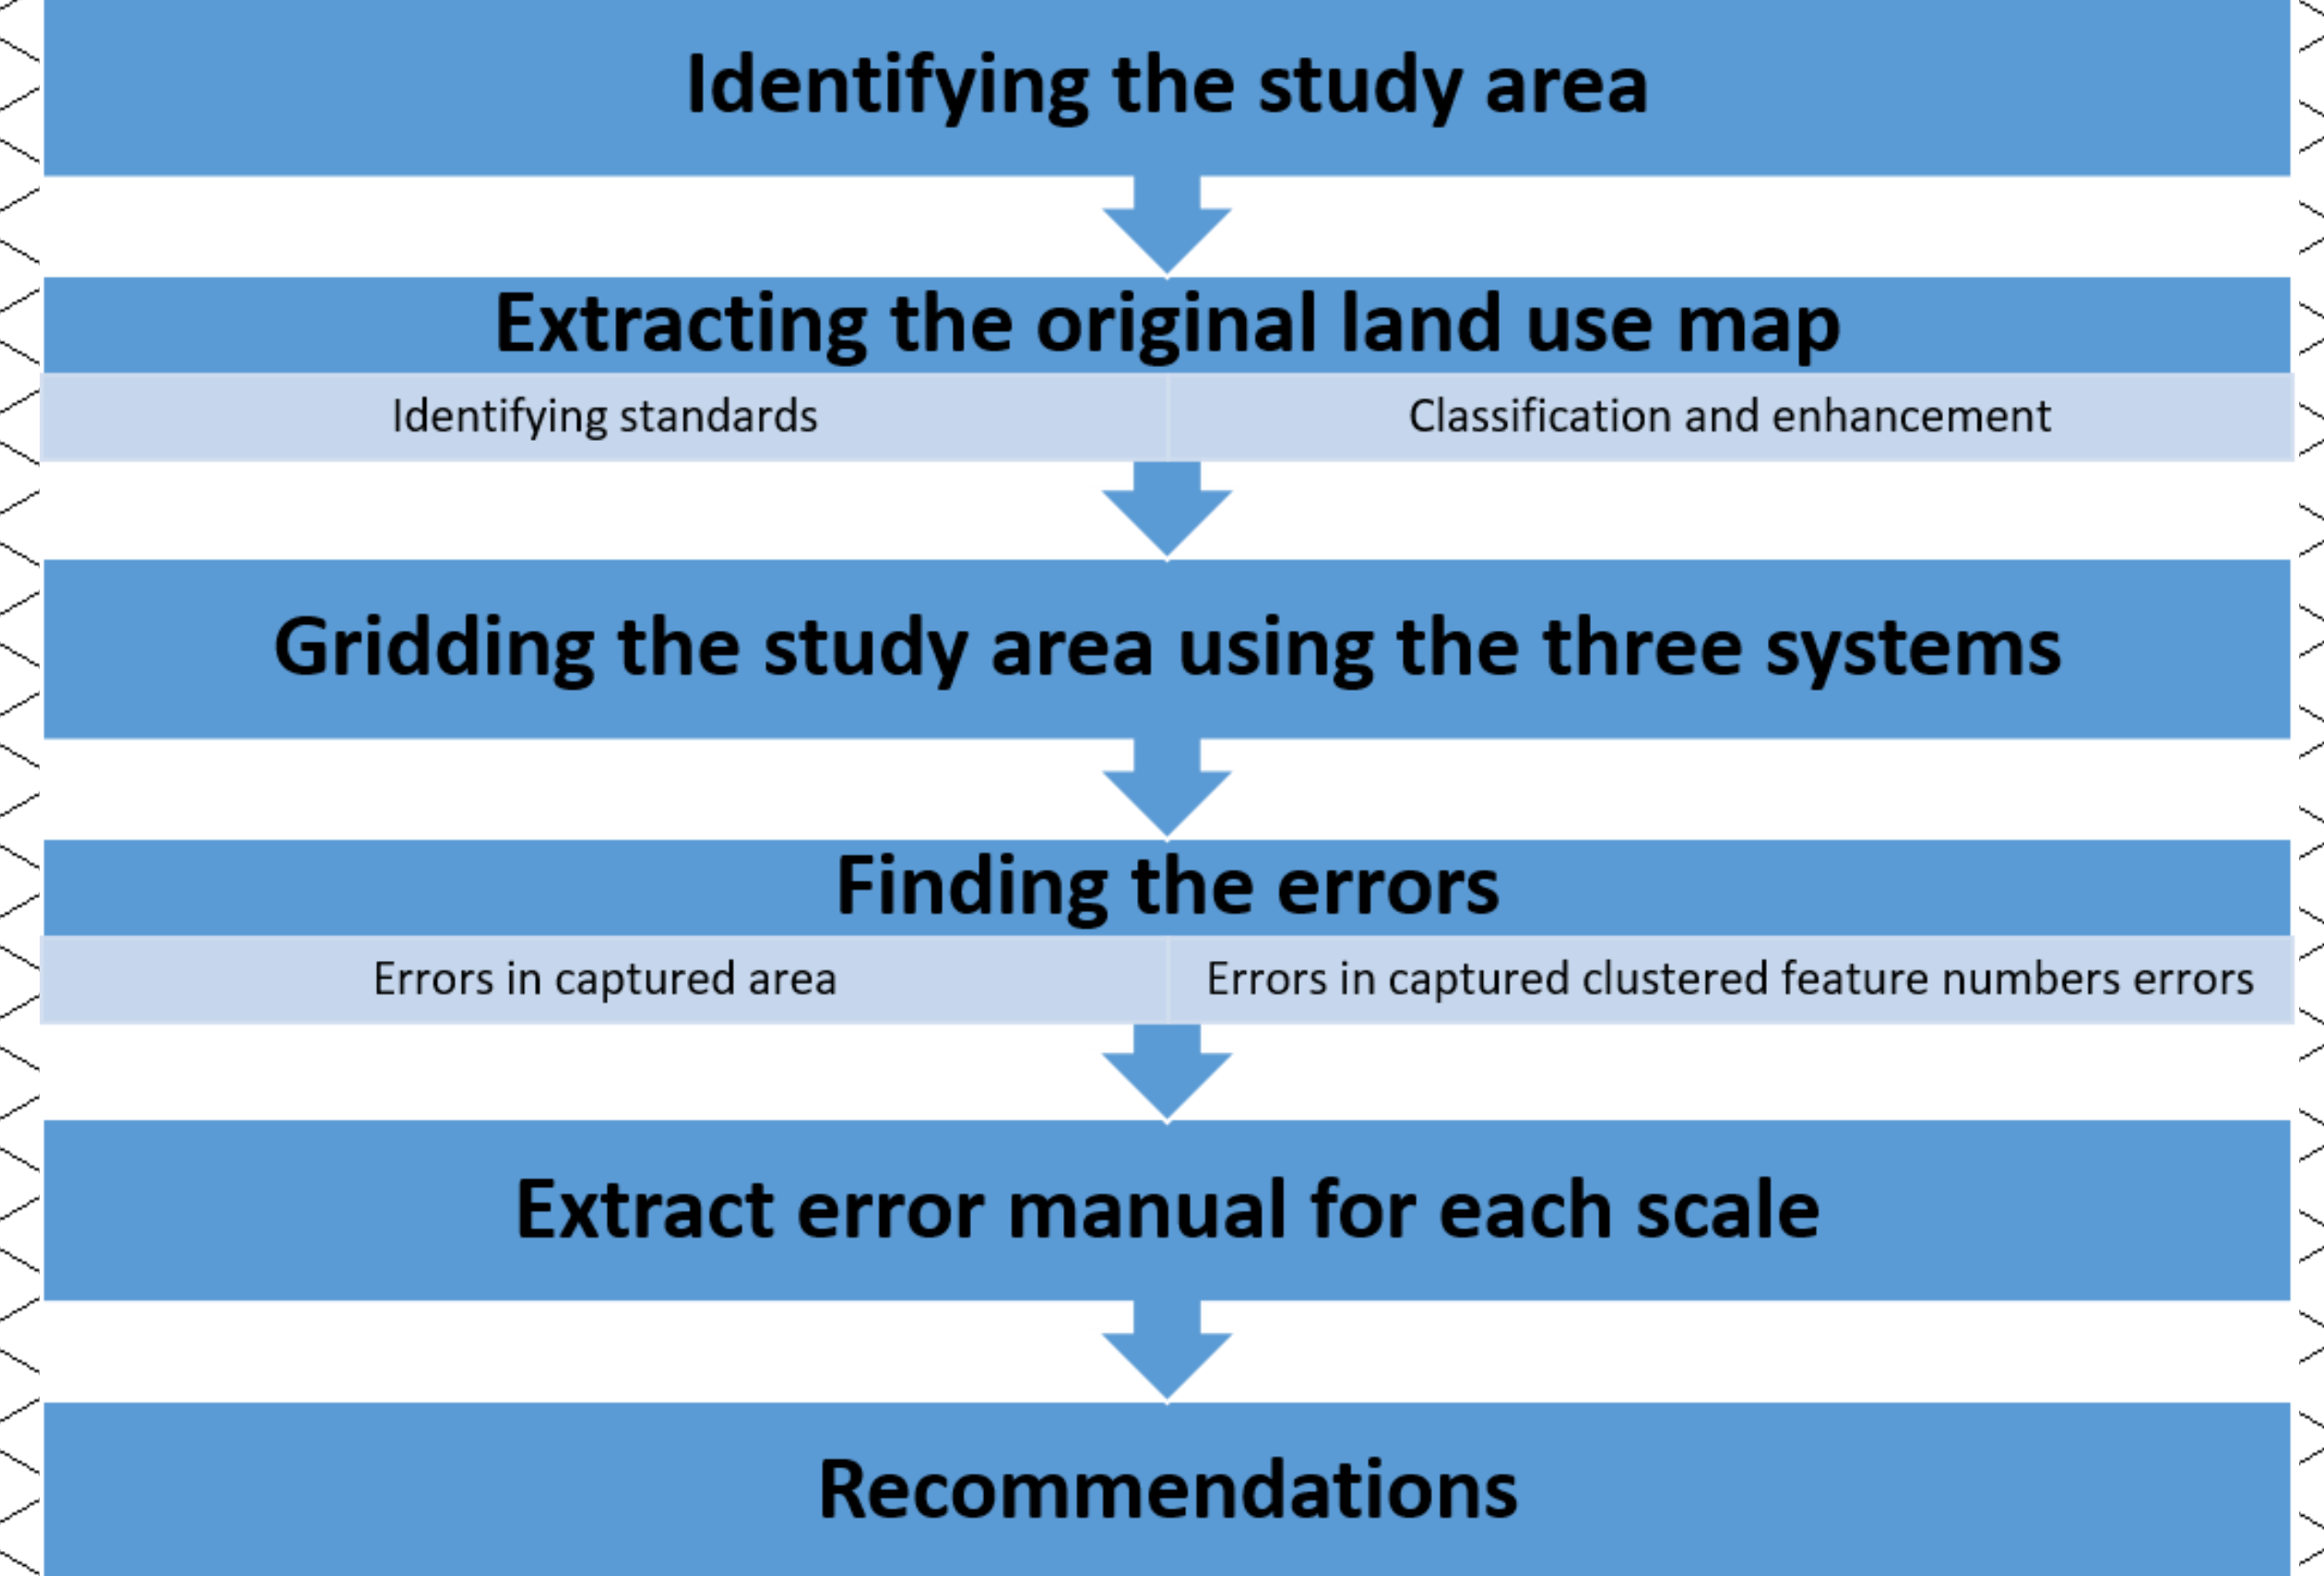 Identifying the study area
Extracting the original land use map
Identifying standards
Classification and enhancement
Gridding the study area using the three systems
Finding the errors
Errors in captured area
Errors in captured clustered feature numbers errors
Extract error manual for each scale
Recommendations